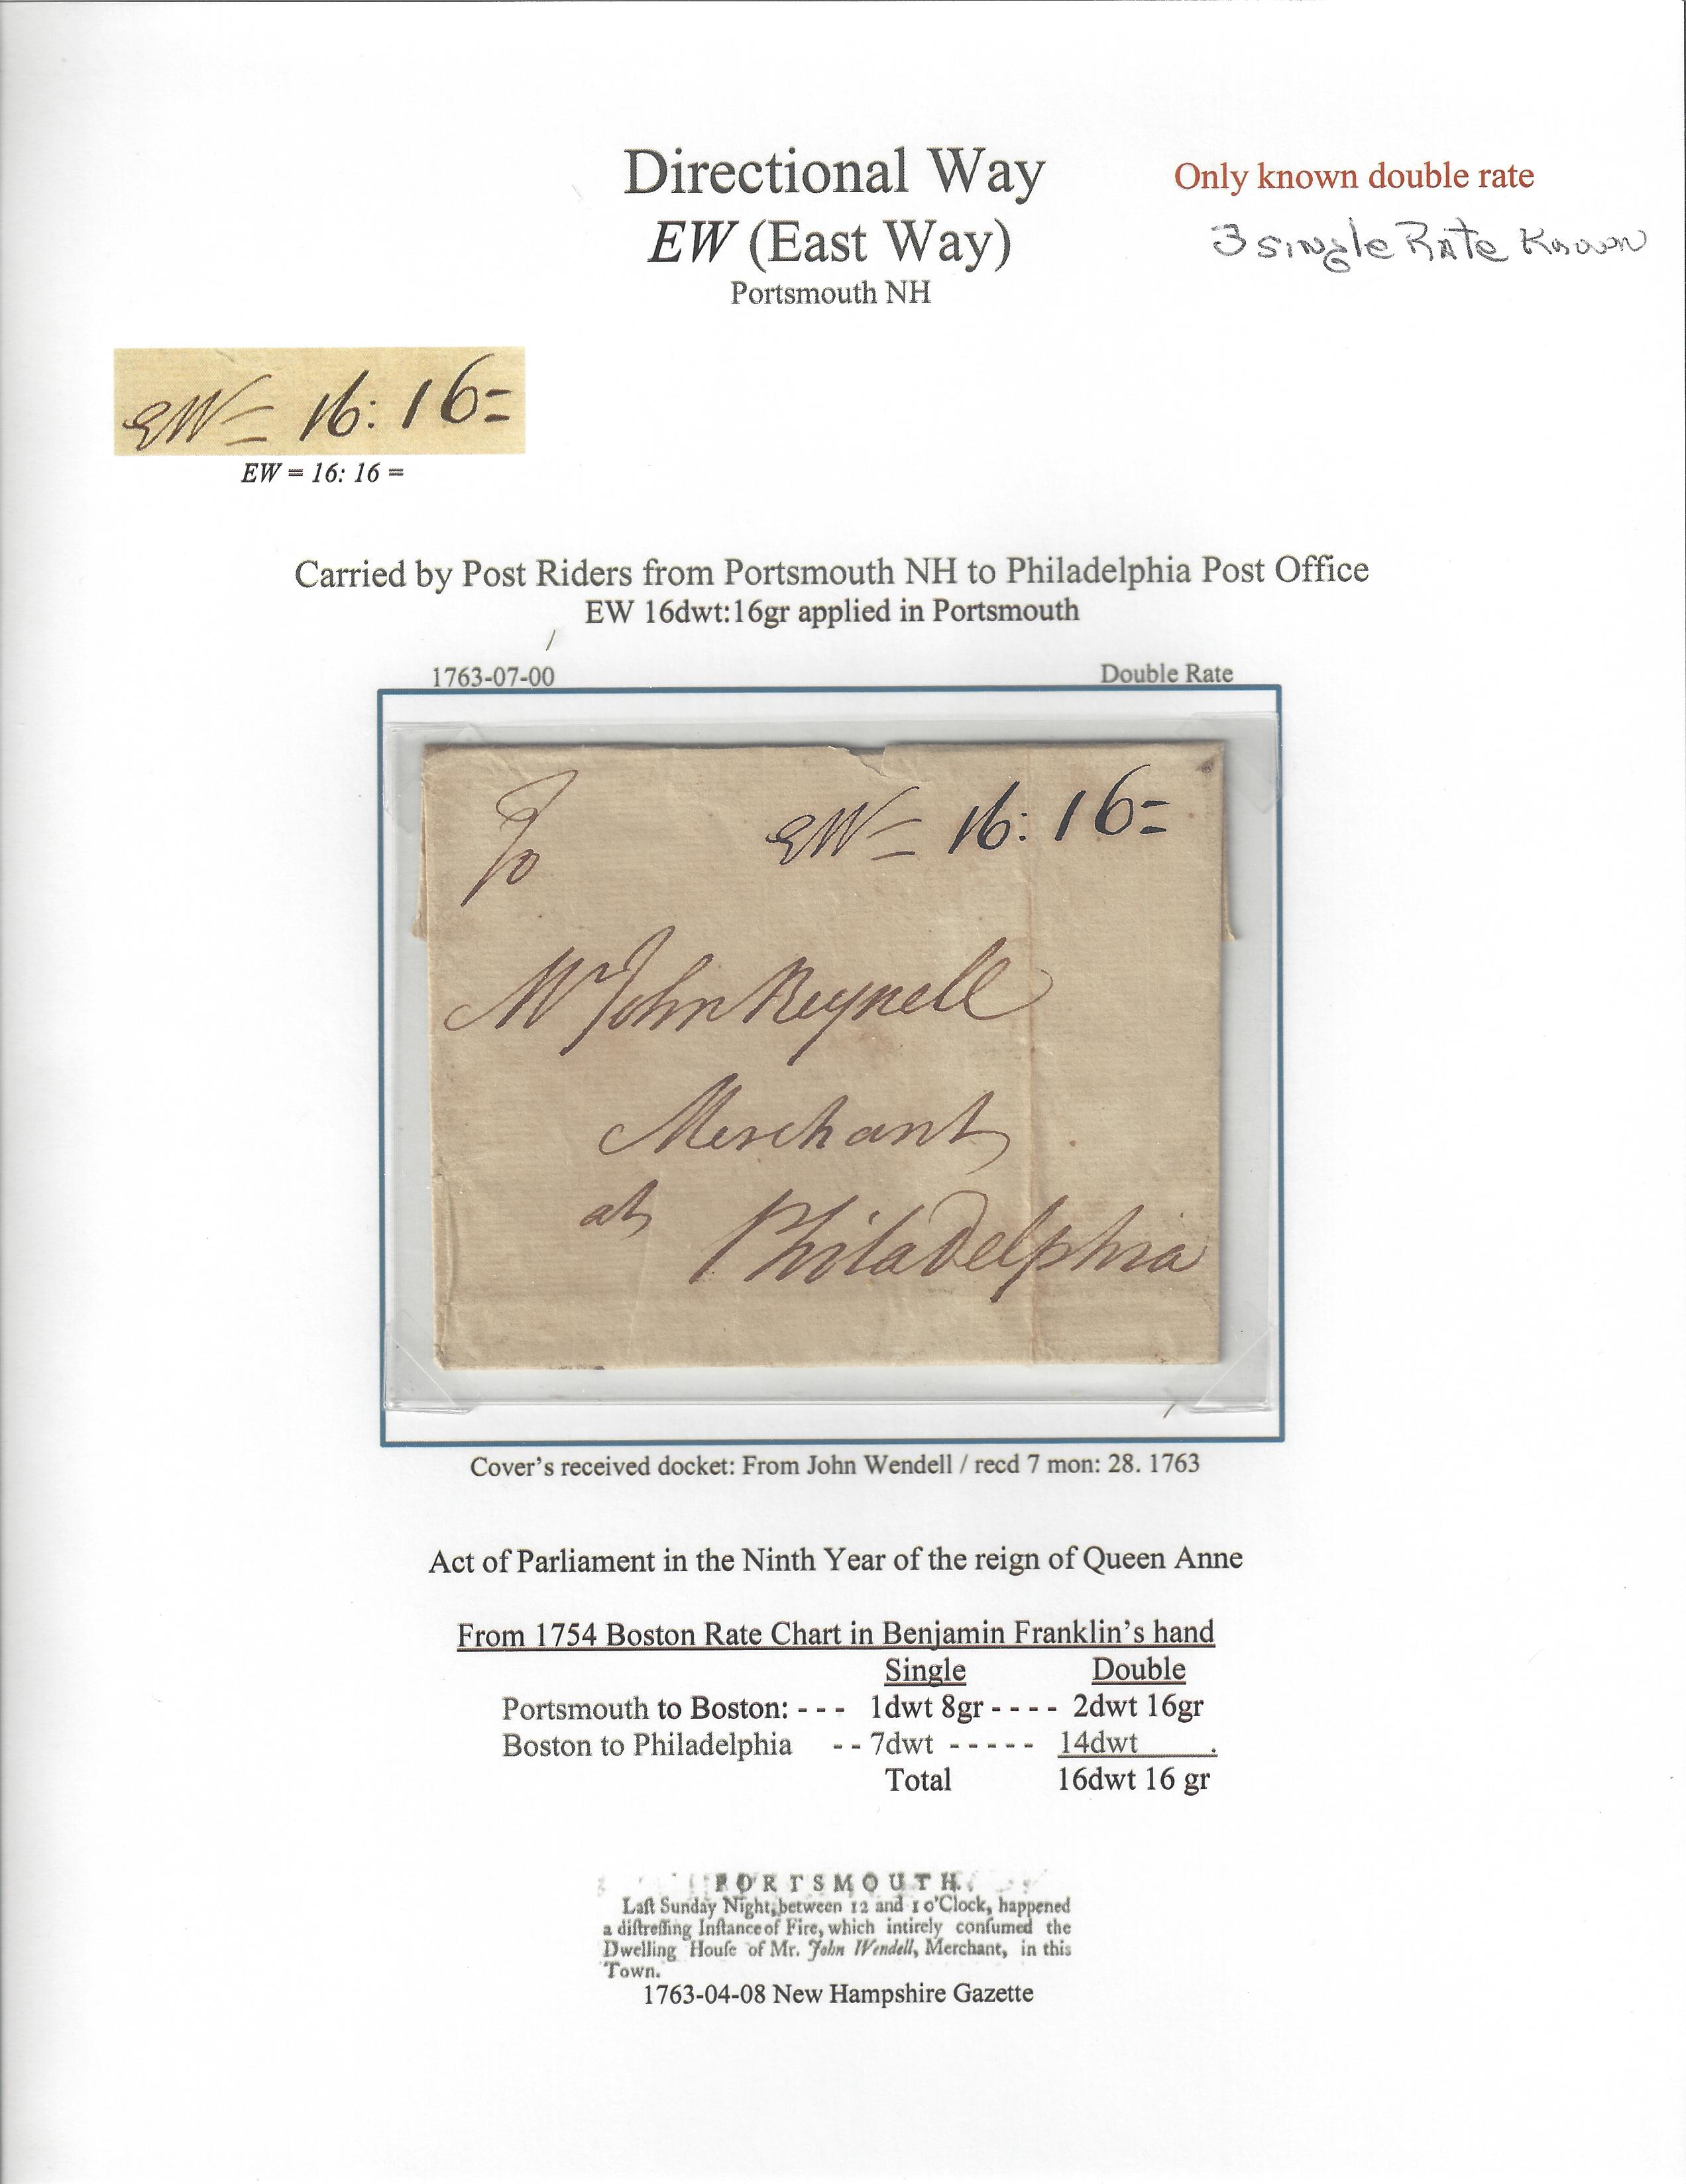 Directional Way
Only known double rate
EW (East Way)
3 Single Rate Known
Portsmouth NH
EW= 16: 16=
EW = 16: 16 =
Carried by Post Riders from Portsmouth NH to Philadelphia Post Office
EW 16dwt:16gr applied in Portsmouth
1763-07-00 Double Rate
To EW= 16: 16=
Mr John Reynell
Merchant
at Philadelphia
Cover's received docket: From John Wendell / recd 7 mon: 28. 1763
Act of Parliament in the Ninth Year of the reign of Queen Anne
From 1754 Boston Rate Chart in Benjamin Franklin's hand
Single Double
Portsmouth to Boston: - - - 1dwt 8gr - - - - 2dwt 16gr
Boston to Philadelphia - - 7dwt - - - - - 14dwt .
Total 16dwt 16 gr
PORTSMOUTH.
Laſt Sunday Night, between 12 and 1 o'Clock, happened
a diſtreſſing Inſtance of Fire, which intirely conſumed the
Dwelling Houſe of Mr. John Wendell, Merchant, in this
Town.
1763-04-08 New Hampshire Gazette